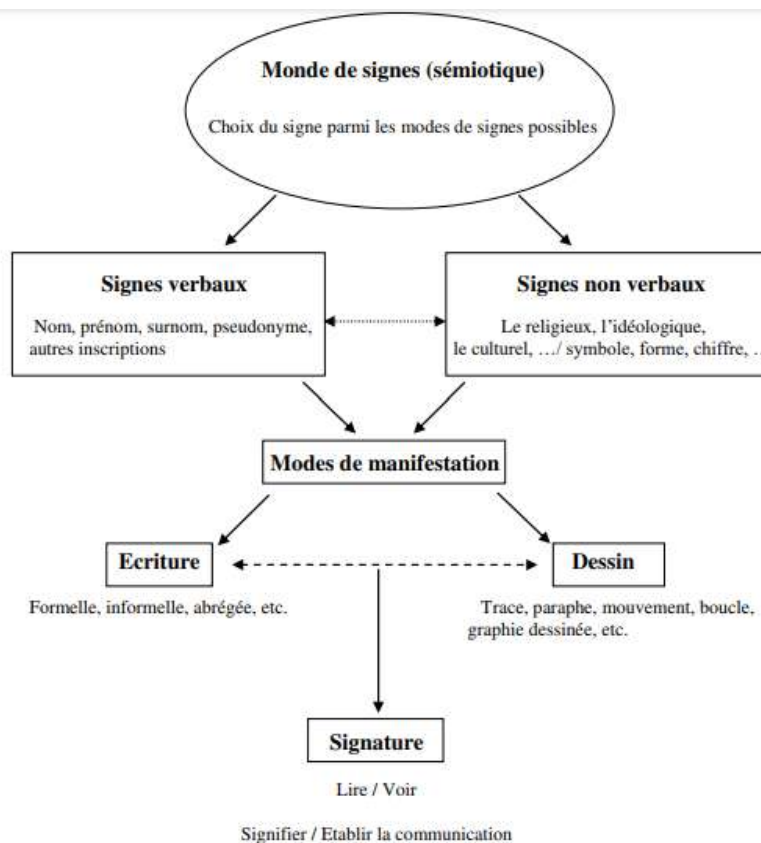 Monde de signes (sémiotique)
Choix du signe parmi les modes de signes possibles
Signes verbaux
Nom, prénom, surnom, pseudonyme,
autres inscriptions
Signes non verbaux
Le religieux, l’idéologique,
le culturel, …/ symbole, forme, chiffre, ..
Modes de manifestation
Ecriture
Dessin
Formelle, informelle, abrégée, etc.
Trace, paraphe, mouvement, boucle,
graphie dessinée, etc.
Signature
Lire / Voir
Signifier / Etablir la communication